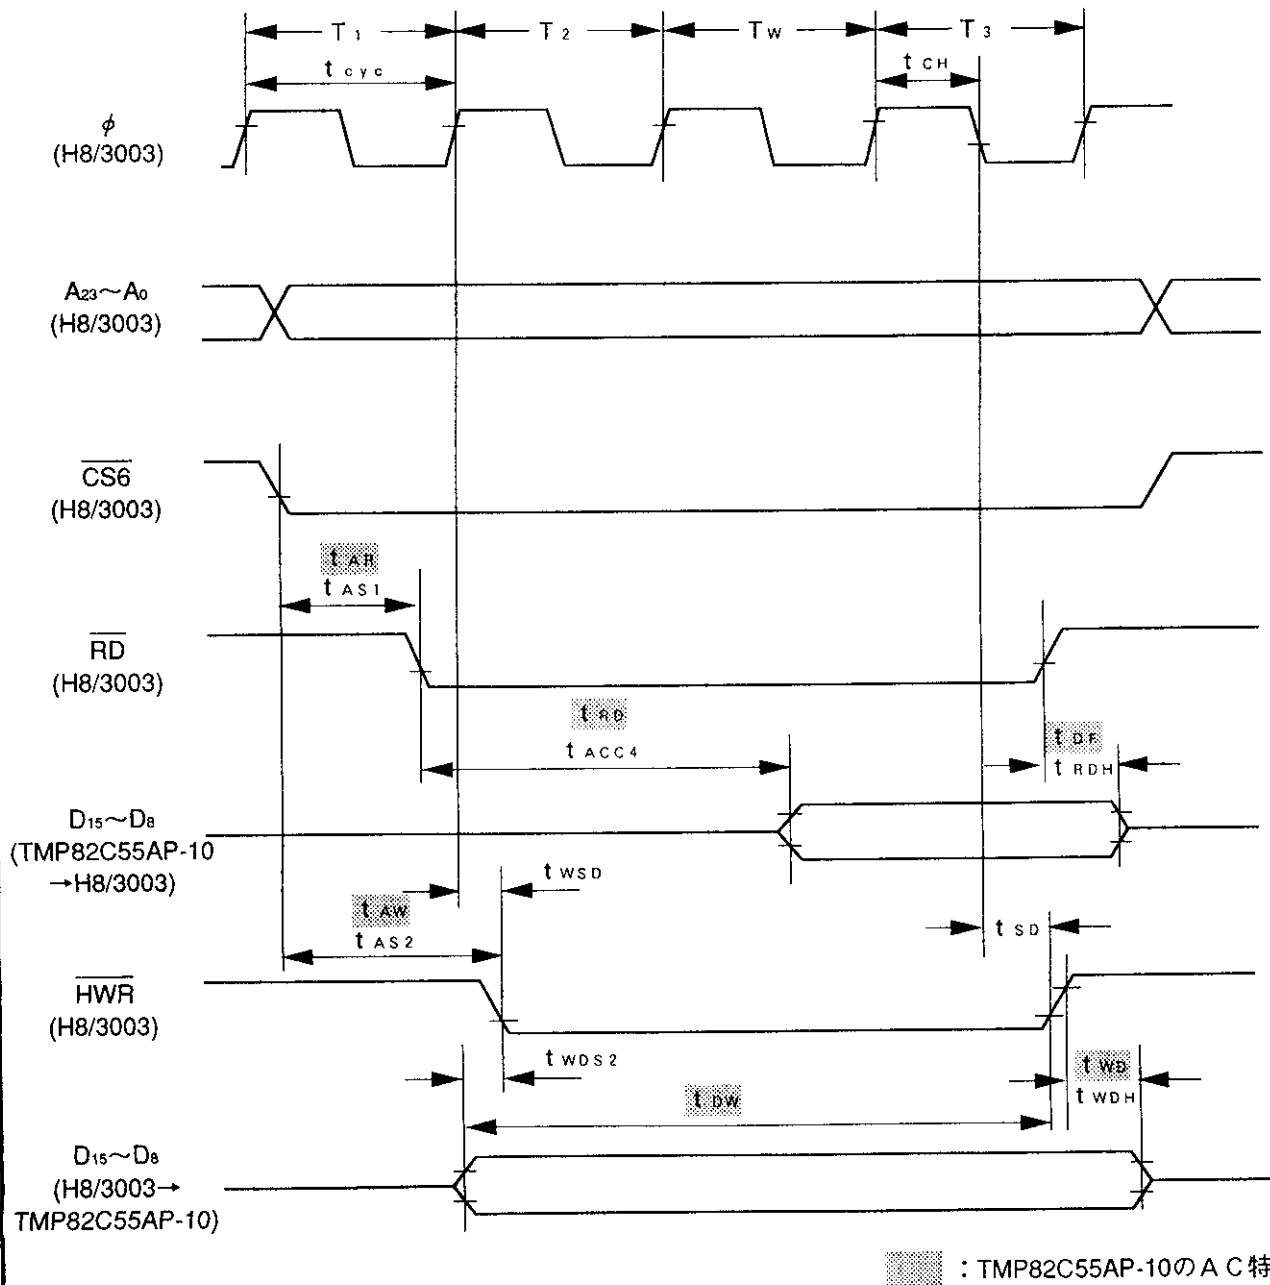 T1 T2 TW T3
tcyc tCH
φ
(H8/3003)
A23～A0
(H8/3003)
CS6
(H8/3003)
tAR
tAS1
RD
(H8/3003)
tRD
tACC4
tDF
tRDH
D15～D8
(TMP82C55AP-10
→H8/3003)
tWSD
tAW
tAS2
tSD
HWR
(H8/3003)
tWDS2
tWD
tWDH
tDW
D15～D8
(H8/3003→
TMP82C55AP-10)
：TMP82C55AP-10のAC特